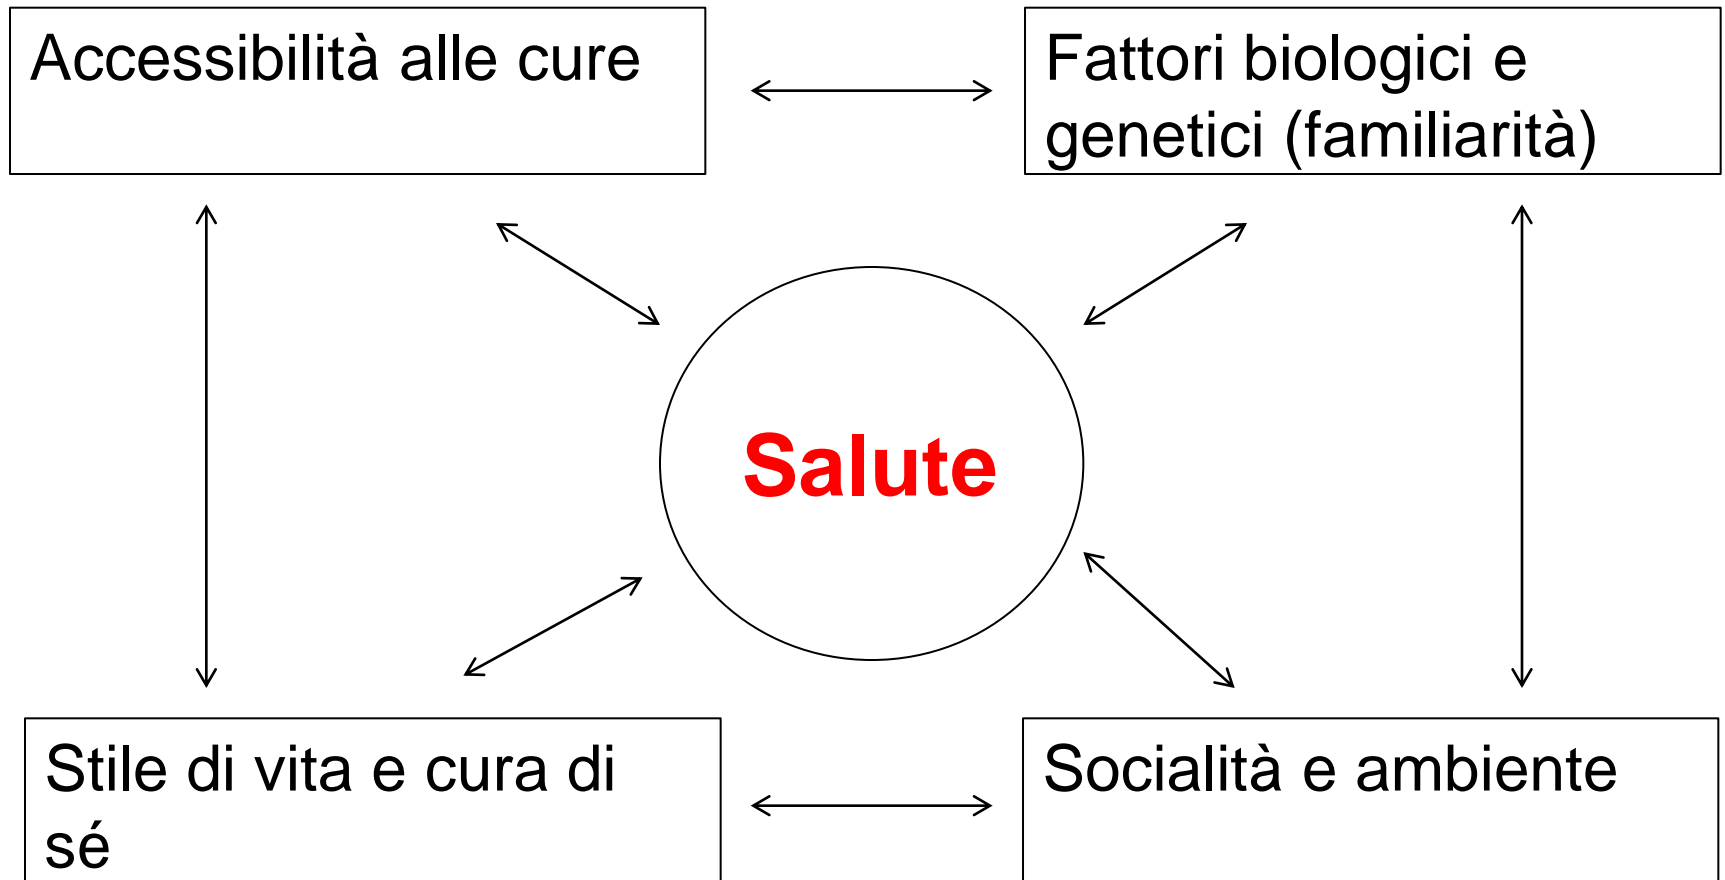 Accessibilità alle cure
Fattori biologici e
genetici (familiarità)
Salute
Stile di vita e cura di
sé
Socialità e ambiente